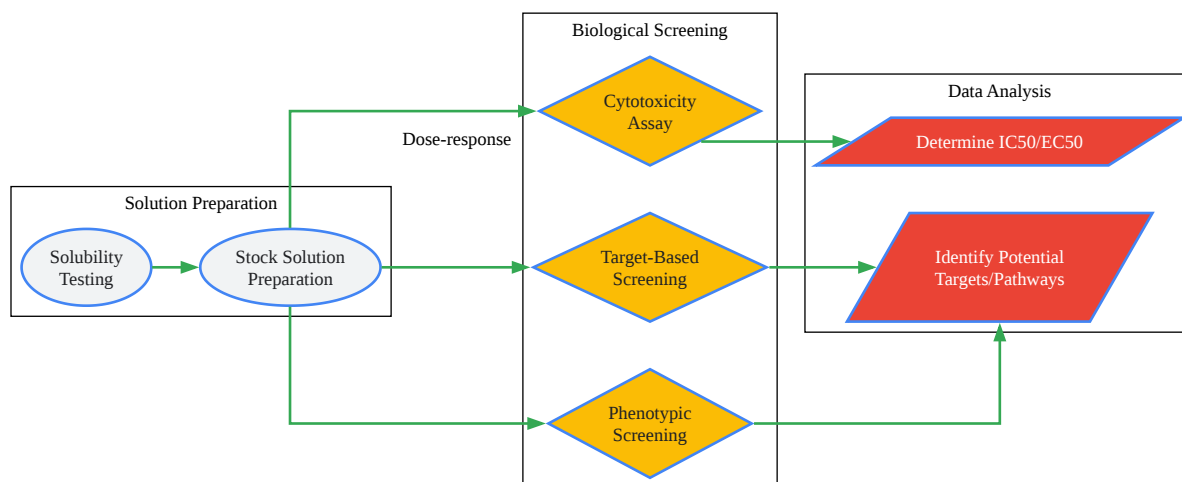 Biological Screening
Cytotoxicity
Assay
Data Analysis
Determine IC50/EC50
Dose-response
Solution Preparation
Solubility
Testing
Stock Solution
Preparation
Target-Based
Screening
Identify Potential
Targets/Pathways
Phenotypic
Screening